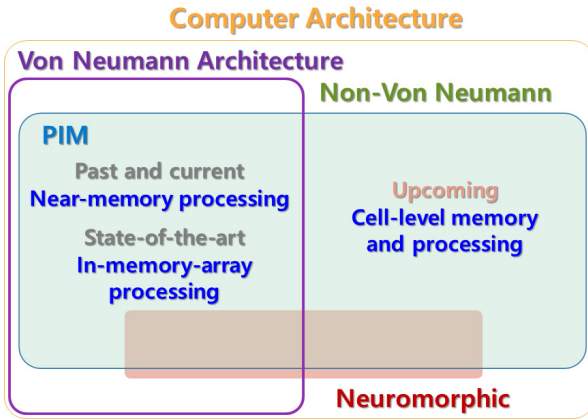 Computer Architecture
Von Neumann Architecture
Non-Von Neumann
PIM
Past and current
Near-memory processing
State-of-the-art
In-memory-array
processing
Upcoming
Cell-level memory
and processing
Neuromorphic